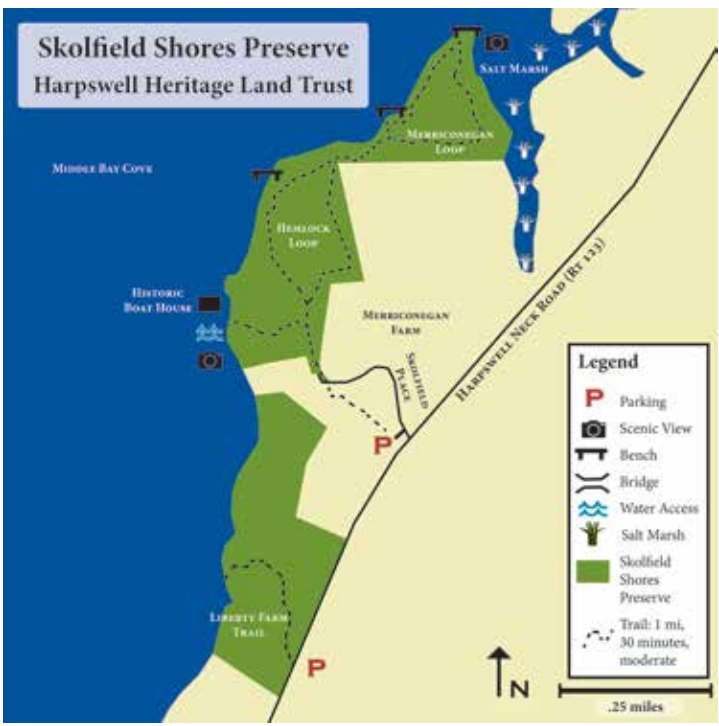 Skolfield Shores Preserve
Harpswell Heritage Land Trust
Salt Marsh
Merriconegan
Loop
Middle Bay Cove
Hemlock
Loop
Historic
Boat House
Merriconegan
Farm
Skolfield
Place
Harpswell Neck Road (Rt 123)
P
Liberty Farm
Trail
P
N
Legend
P Parking
Scenic View
Bench
Bridge
Water Access
Salt Marsh
Skolfield
Shores
Preserve
Trail: 1 mi,
30 minutes,
moderate
.25 miles